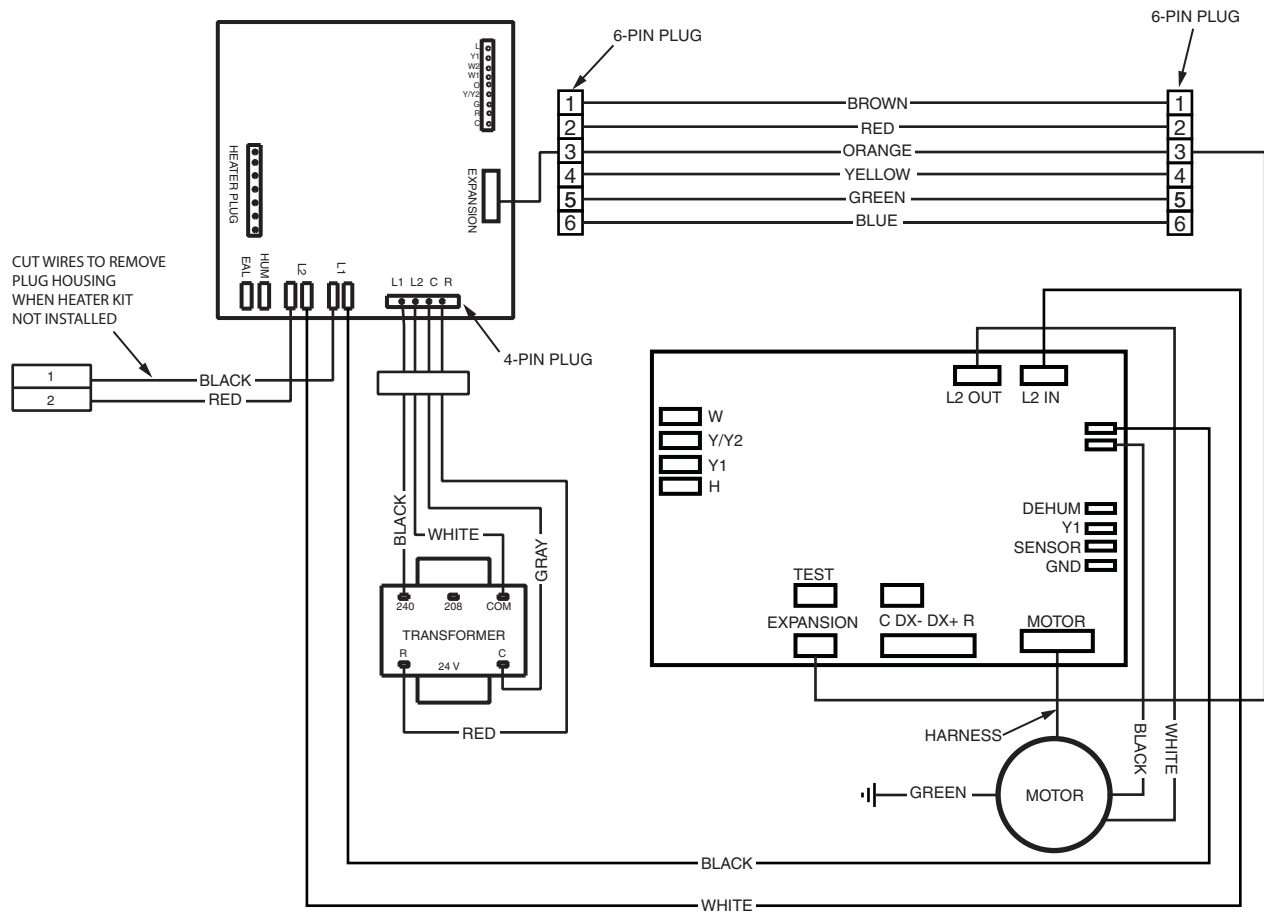 6-PIN PLUG
6-PIN PLUG
L
Y1
W2
W1
O
Y/Y2
G
R
C
HEATER PLUG
EXPANSION
EAL
HUM
L2
L1
L1 L2 C R
4-PIN PLUG
1
2
3
4
5
6
BROWN
RED
ORANGE
YELLOW
GREEN
BLUE
1
2
3
4
5
6
CUT WIRES TO REMOVE
PLUG HOUSING
WHEN HEATER KIT
NOT INSTALLED
1
2
BLACK
RED
BLACK
WHITE
GRAY
240
208
COM
TRANSFORMER
R
24 V
C
RED
L2 OUT
L2 IN
W
Y/Y2
Y1
H
DEHUM
Y1
SENSOR
GND
TEST
EXPANSION
C DX- DX+ R
MOTOR
HARNESS
BLACK
WHITE
GREEN
MOTOR
BLACK
WHITE